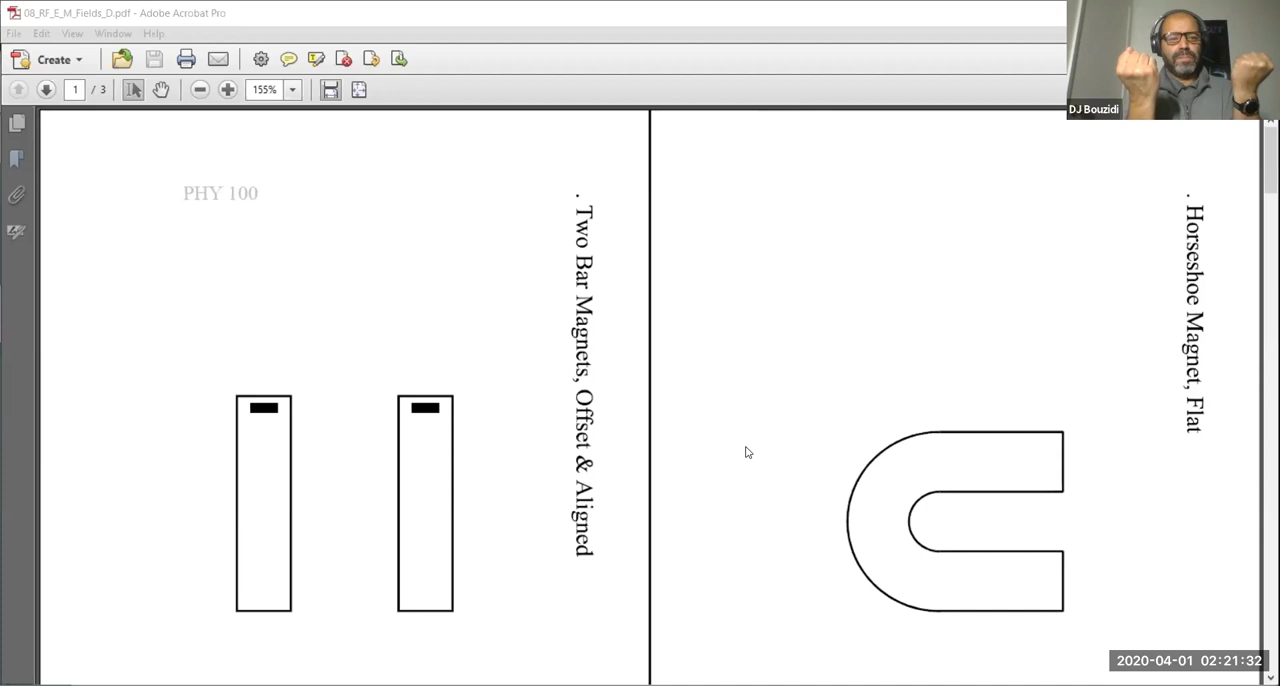 08_RF_E_M_Fields_D.pdf - Adobe Acrobat Pro
File Edit View Window Help
Create
1 / 3 155%
DJ Bouzidi
PHY 100
. Two Bar Magnets, Offset & Aligned
. Horseshoe Magnet, Flat
2020-04-01 02:21:32